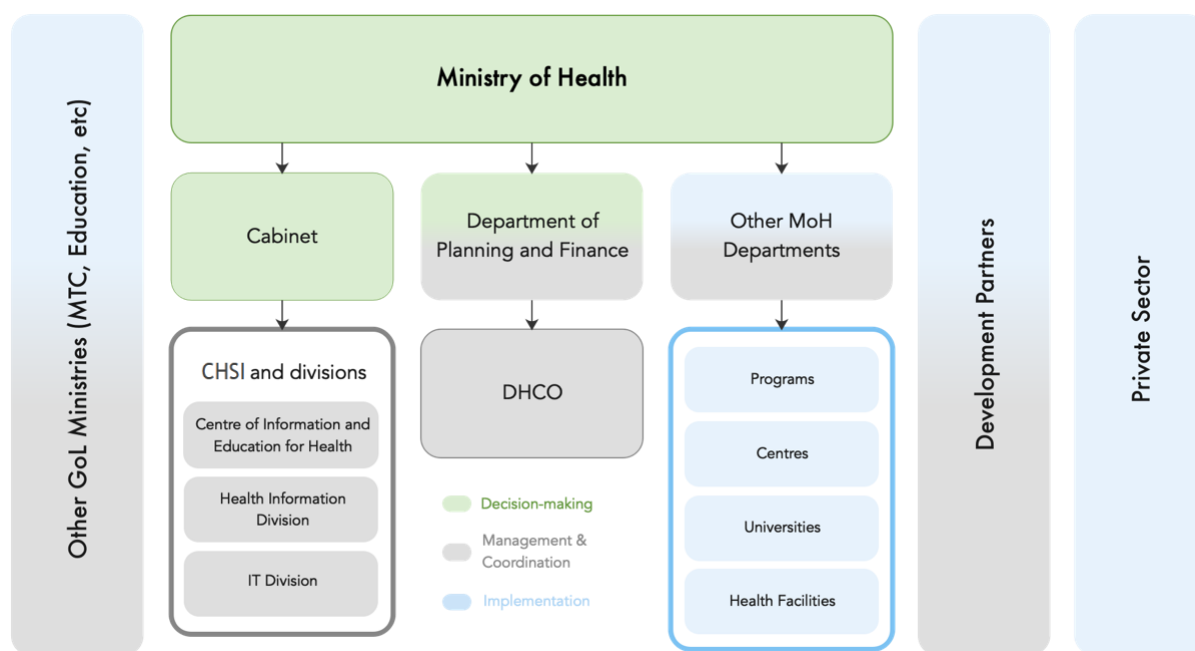 Other GoL Ministries (MTC, Education, etc)
Ministry of Health
Cabinet
Department of
Planning and Finance
Other MoH
Departments
CHSI and divisions
Centre of Information and
Education for Health
Health Information
Division
IT Division
DHCO
Decision-making
Management &
Coordination
Implementation
Programs
Centres
Universities
Health Facilities
Development Partners
Private Sector